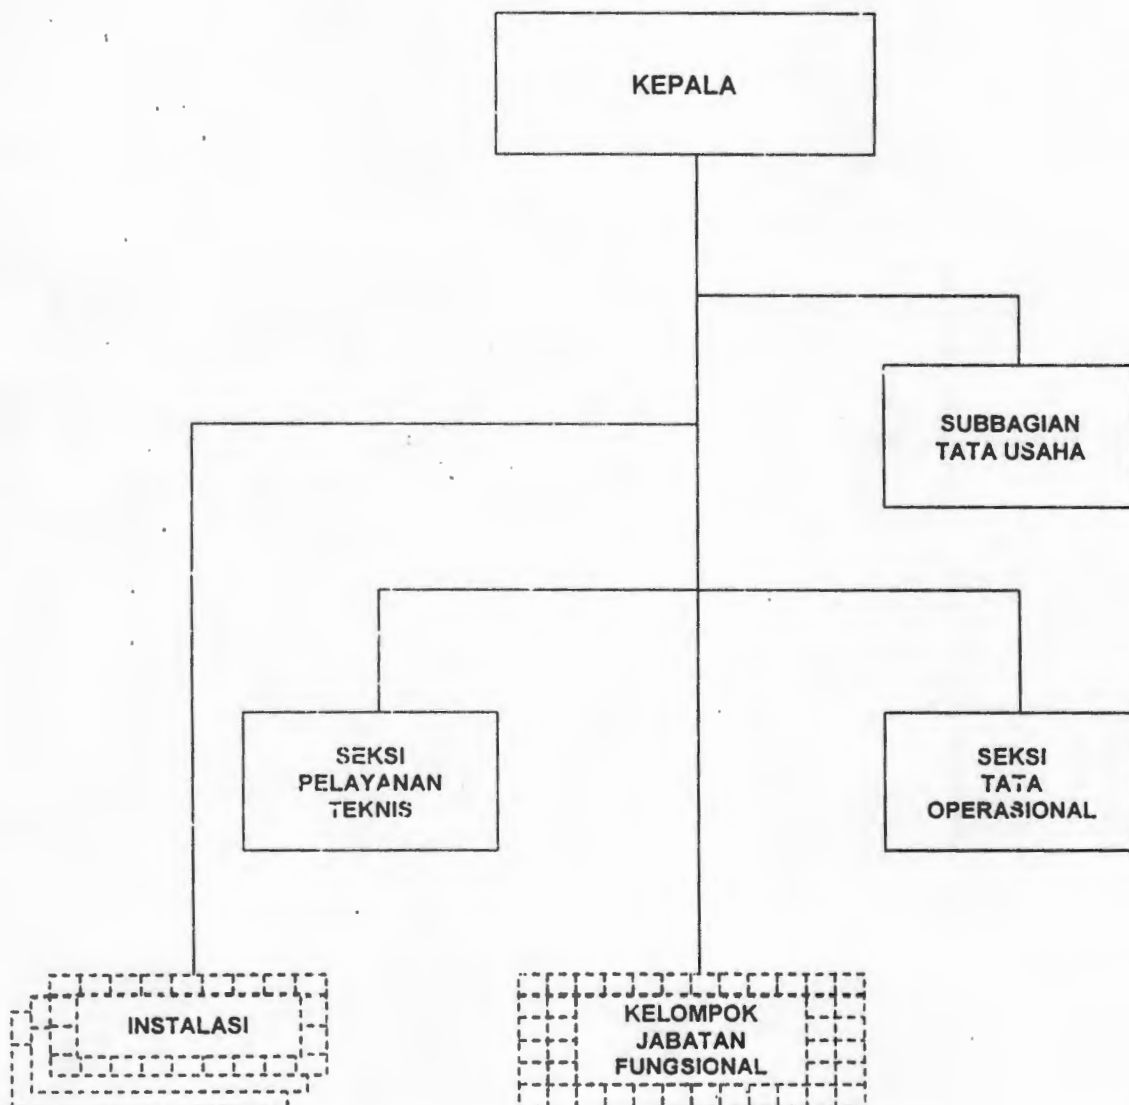 KEPALA
SUBBAGIAN
TATA USAHA
SEKSI
PELAYANAN
TEKNIS
SEKSI
TATA
OPERASIONAL
INSTALASI
KELOMPOK
JABATAN
FUNGSIONAL